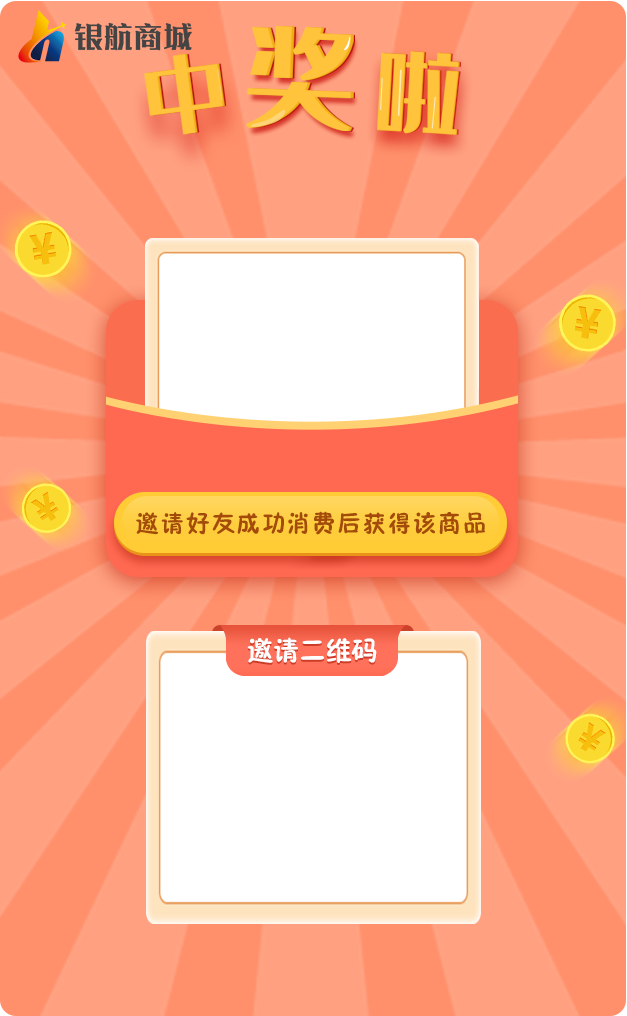 银航商城
中奖啦
邀请好友成功消费后获得该商品
邀请二维码